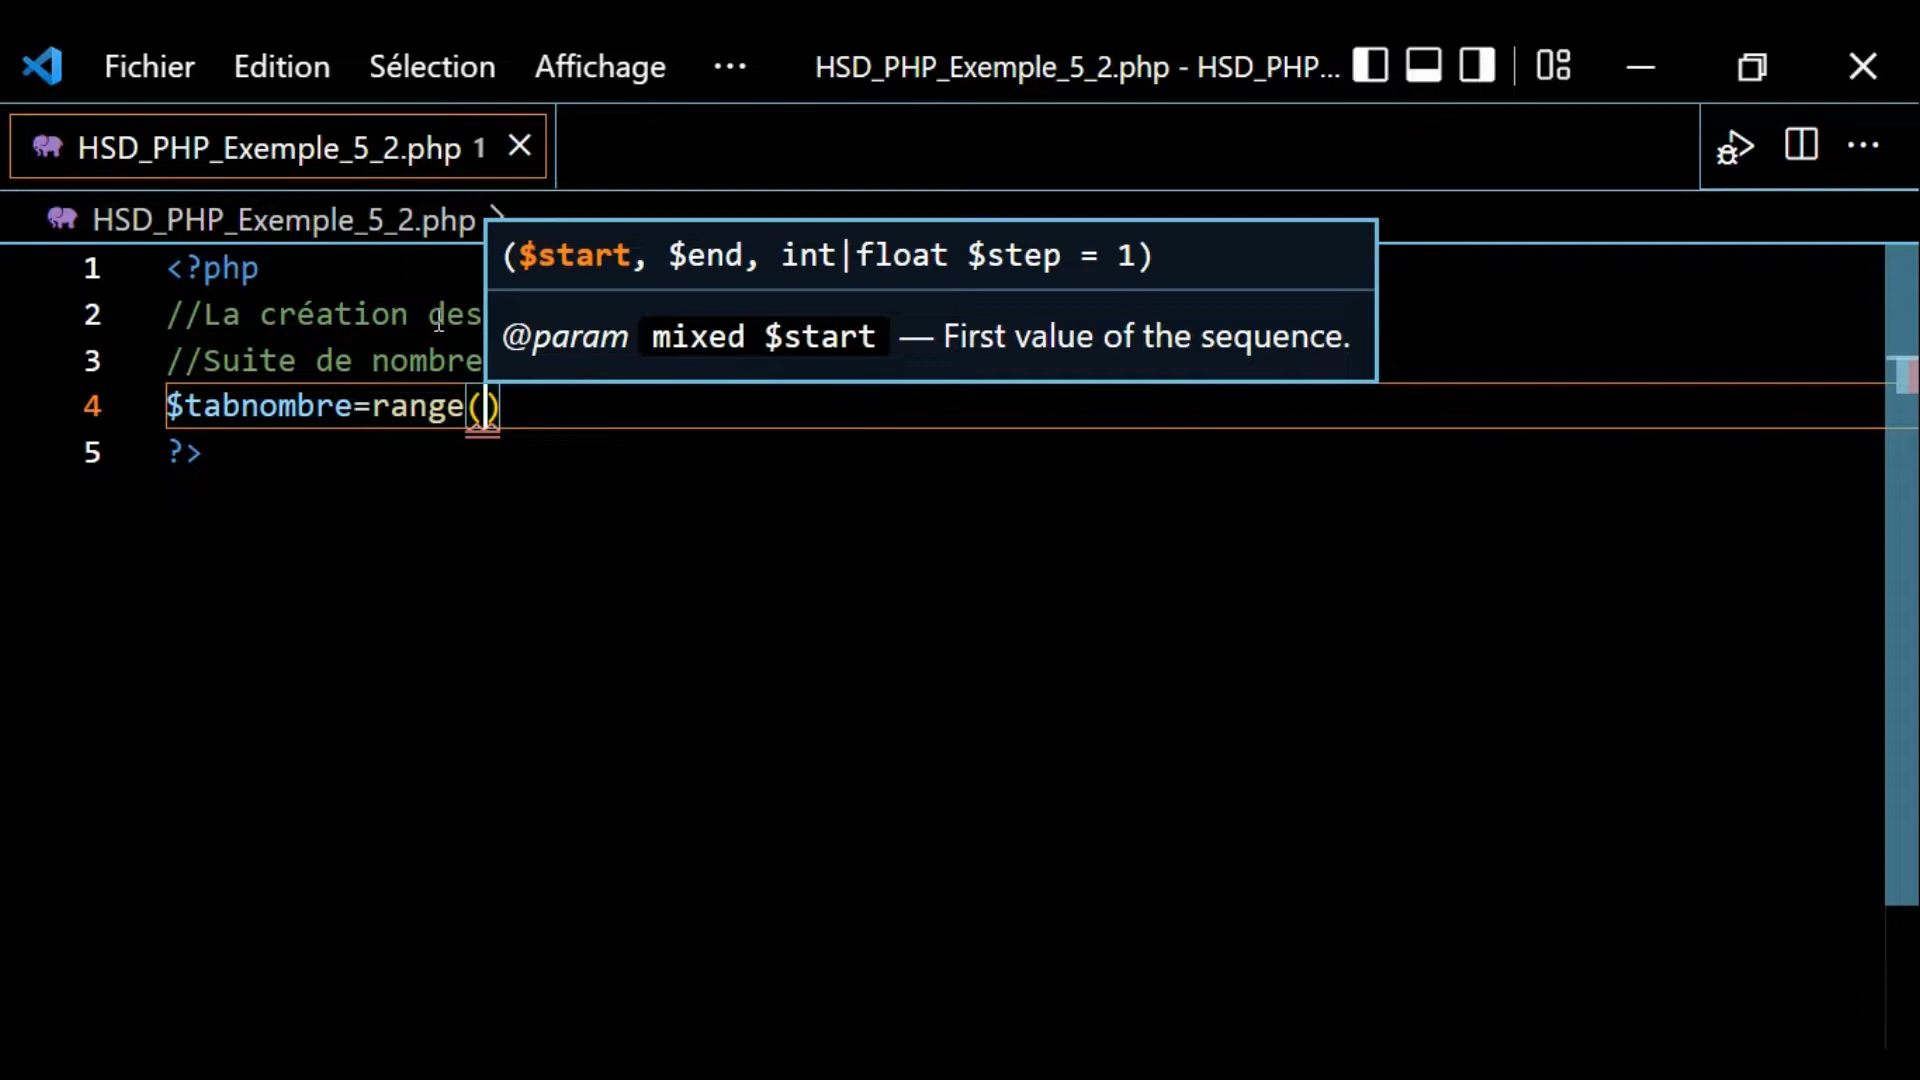 Fichier Edition Sélection Affichage ··· HSD_PHP_Exemple_5_2.php - HSD_PHP...
HSD_PHP_Exemple_5_2.php 1
HSD_PHP_Exemple_5_2.php
($start, $end, int|float $step = 1)
@param mixed $start — First value of the sequence.
1 <?php
2 //La création des
3 //Suite de nombre
4 $tabnombre=range()
5 ?>